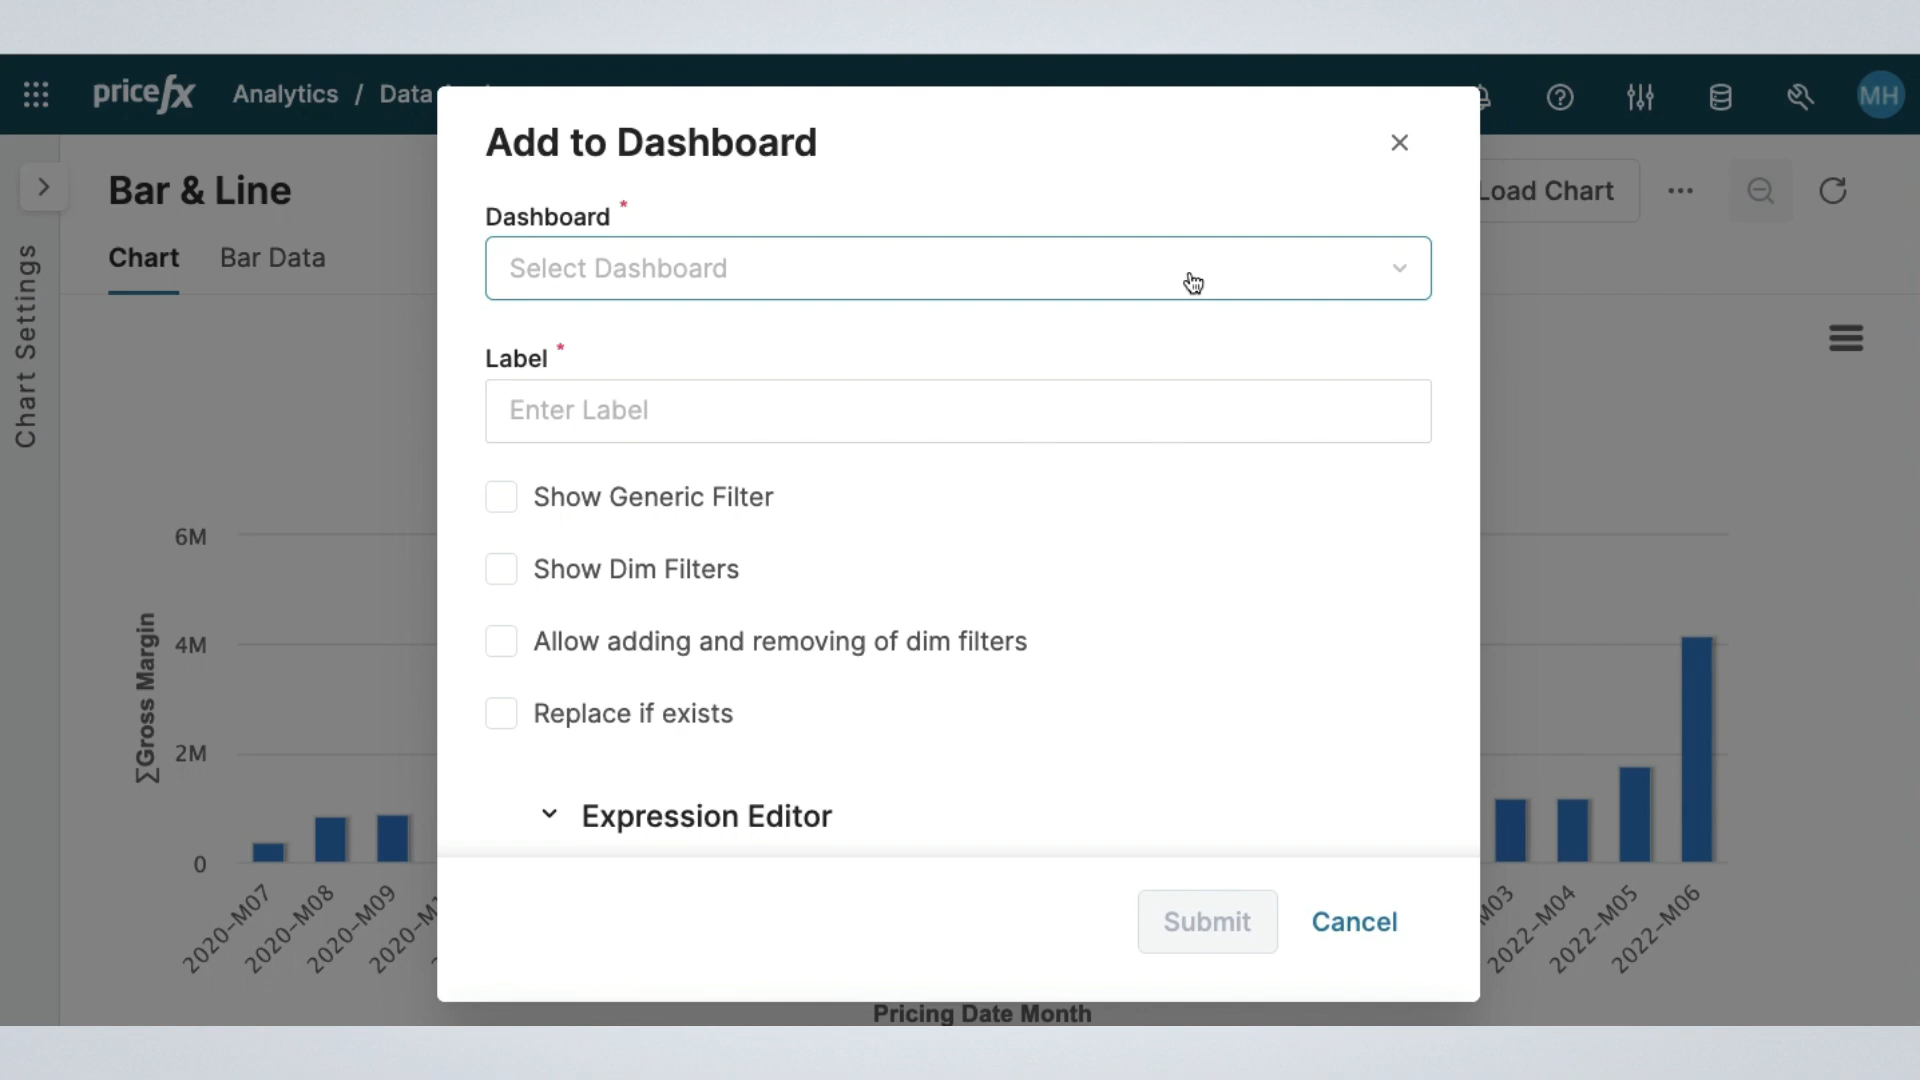 pricefx
Analytics / Data
MH
Add to Dashboard
Bar & Line
Load Chart
Chart
Bar Data
Chart Settings
Dashboard *
Select Dashboard
Label *
Enter Label
Show Generic Filter
Show Dim Filters
Allow adding and removing of dim filters
Replace if exists
Expression Editor
Submit
Cancel
∑Gross Margin
6M
4M
2M
0
2020-M07
2020-M08
2020-M09
2022-M04
2022-M05
2022-M06
Pricing Date Month